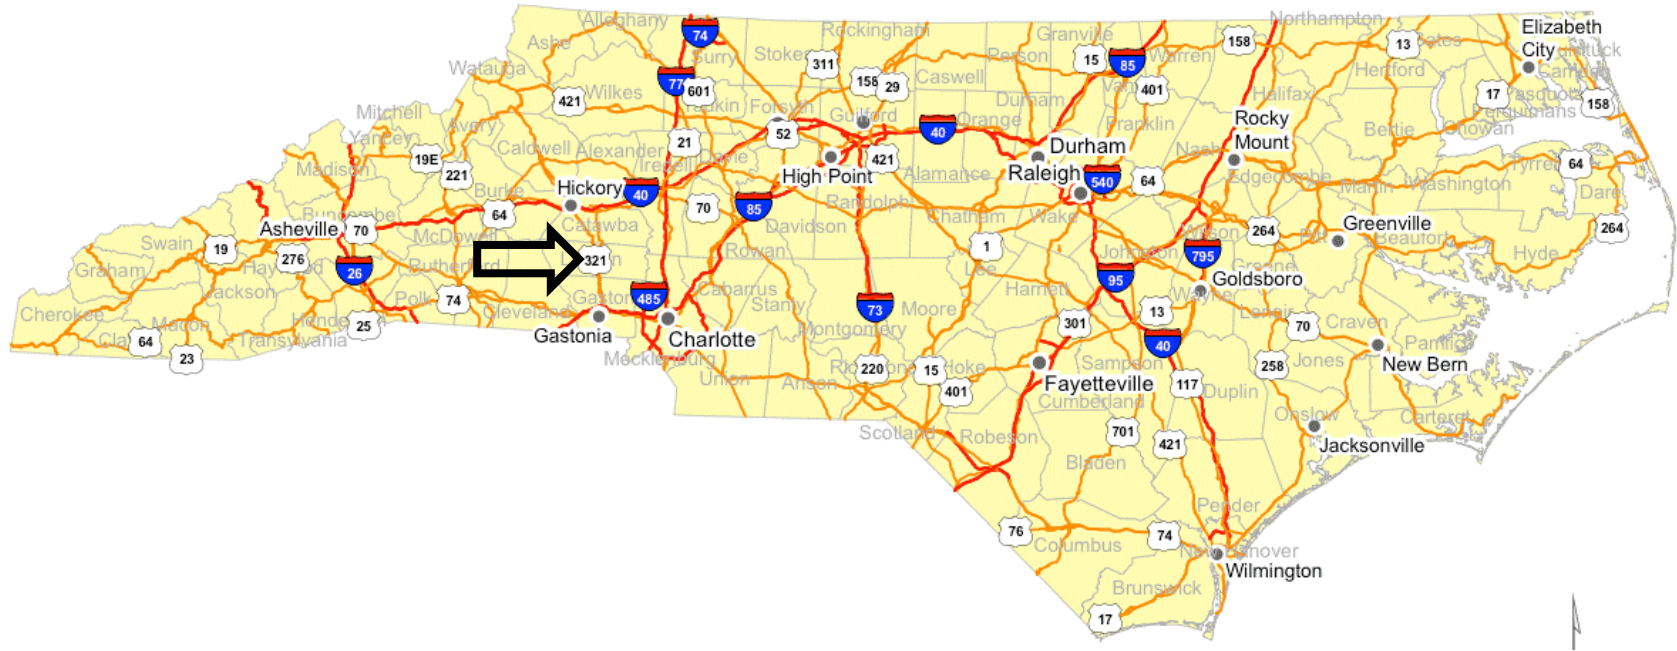 Alleghany
74
Ashe
Surry
Stokes
Rockingham
311
Person
Granville
15
85
Warren
158
Northampton
13
Gates
Elizabeth
City
Currituck
Camden
Watauga
421
Wilkes
77
601
Yadkin
Forsyth
158
29
Caswell
401
Halifax
Hertford
17
Pasquotank
158
Perquimans
Chowan
Mitchell
Yancey
Avery
52
Guilford
40
Orange
Durham
Franklin
Rocky
Mount
Bertie
Madison
19E
221
Caldwell
Alexander
21
Iredell
Davie
421
High Point
Alamance
Durham
Raleigh
540
64
Nash
Edgecombe
Martin
Washington
Tyrrell
64
Dare
Burke
Hickory
40
70
85
Randolph
Chatham
Wake
Asheville
70
64
McDowell
Catawba
Davidson
Rowan
1
Johnston
Wilson
264
Pitt
Greenville
Beaufort
264
Hyde
Swain
19
276
Haywood
Buncombe
26
Rutherford
321
Lee
795
Goldsboro
Greene
Graham
Jackson
Polk
74
Cleveland
Gaston
485
Cabarrus
Stanly
73
Moore
Harnett
95
Wayne
Cherokee
Macon
64
23
25
Transylvania
Gastonia
Charlotte
Mecklenburg
Montgomery
301
13
Lenoir
70
Craven
Pamlico
Union
Anson
Richmond
220
15
Hoke
401
Fayetteville
Cumberland
Sampson
40
117
Duplin
258
Jones
New Bern
Scotland
Robeson
701
421
Onslow
Jacksonville
Carteret
Bladen
Pender
76
Columbus
74
New Hanover
Wilmington
Brunswick
17